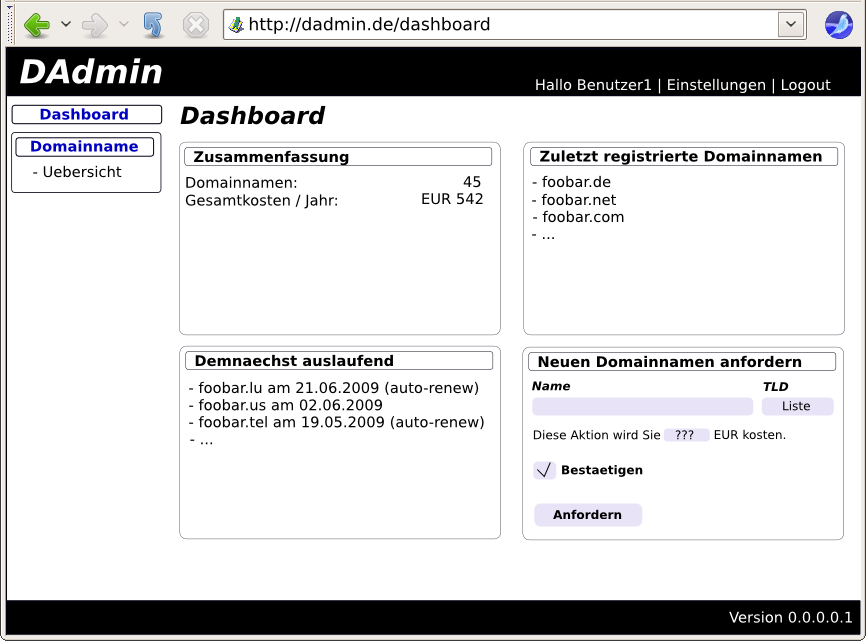 http://dadmin.de/dashboard
DAdmin
Hallo Benutzer1 | Einstellungen | Logout
Dashboard
Domainname
- Uebersicht
Dashboard
Zusammenfassung
Domainnamen: 45
Gesamtkosten / Jahr: EUR 542
Zuletzt registrierte Domainnamen
- foobar.de
- foobar.net
- foobar.com
- ...
Demnaechst auslaufend
- foobar.lu am 21.06.2009 (auto-renew)
- foobar.us am 02.06.2009
- foobar.tel am 19.05.2009 (auto-renew)
- ...
Neuen Domainnamen anfordern
Name TLD
Liste
Diese Aktion wird Sie ??? EUR kosten.
Bestaetigen
Anfordern
Version 0.0.0.0.1